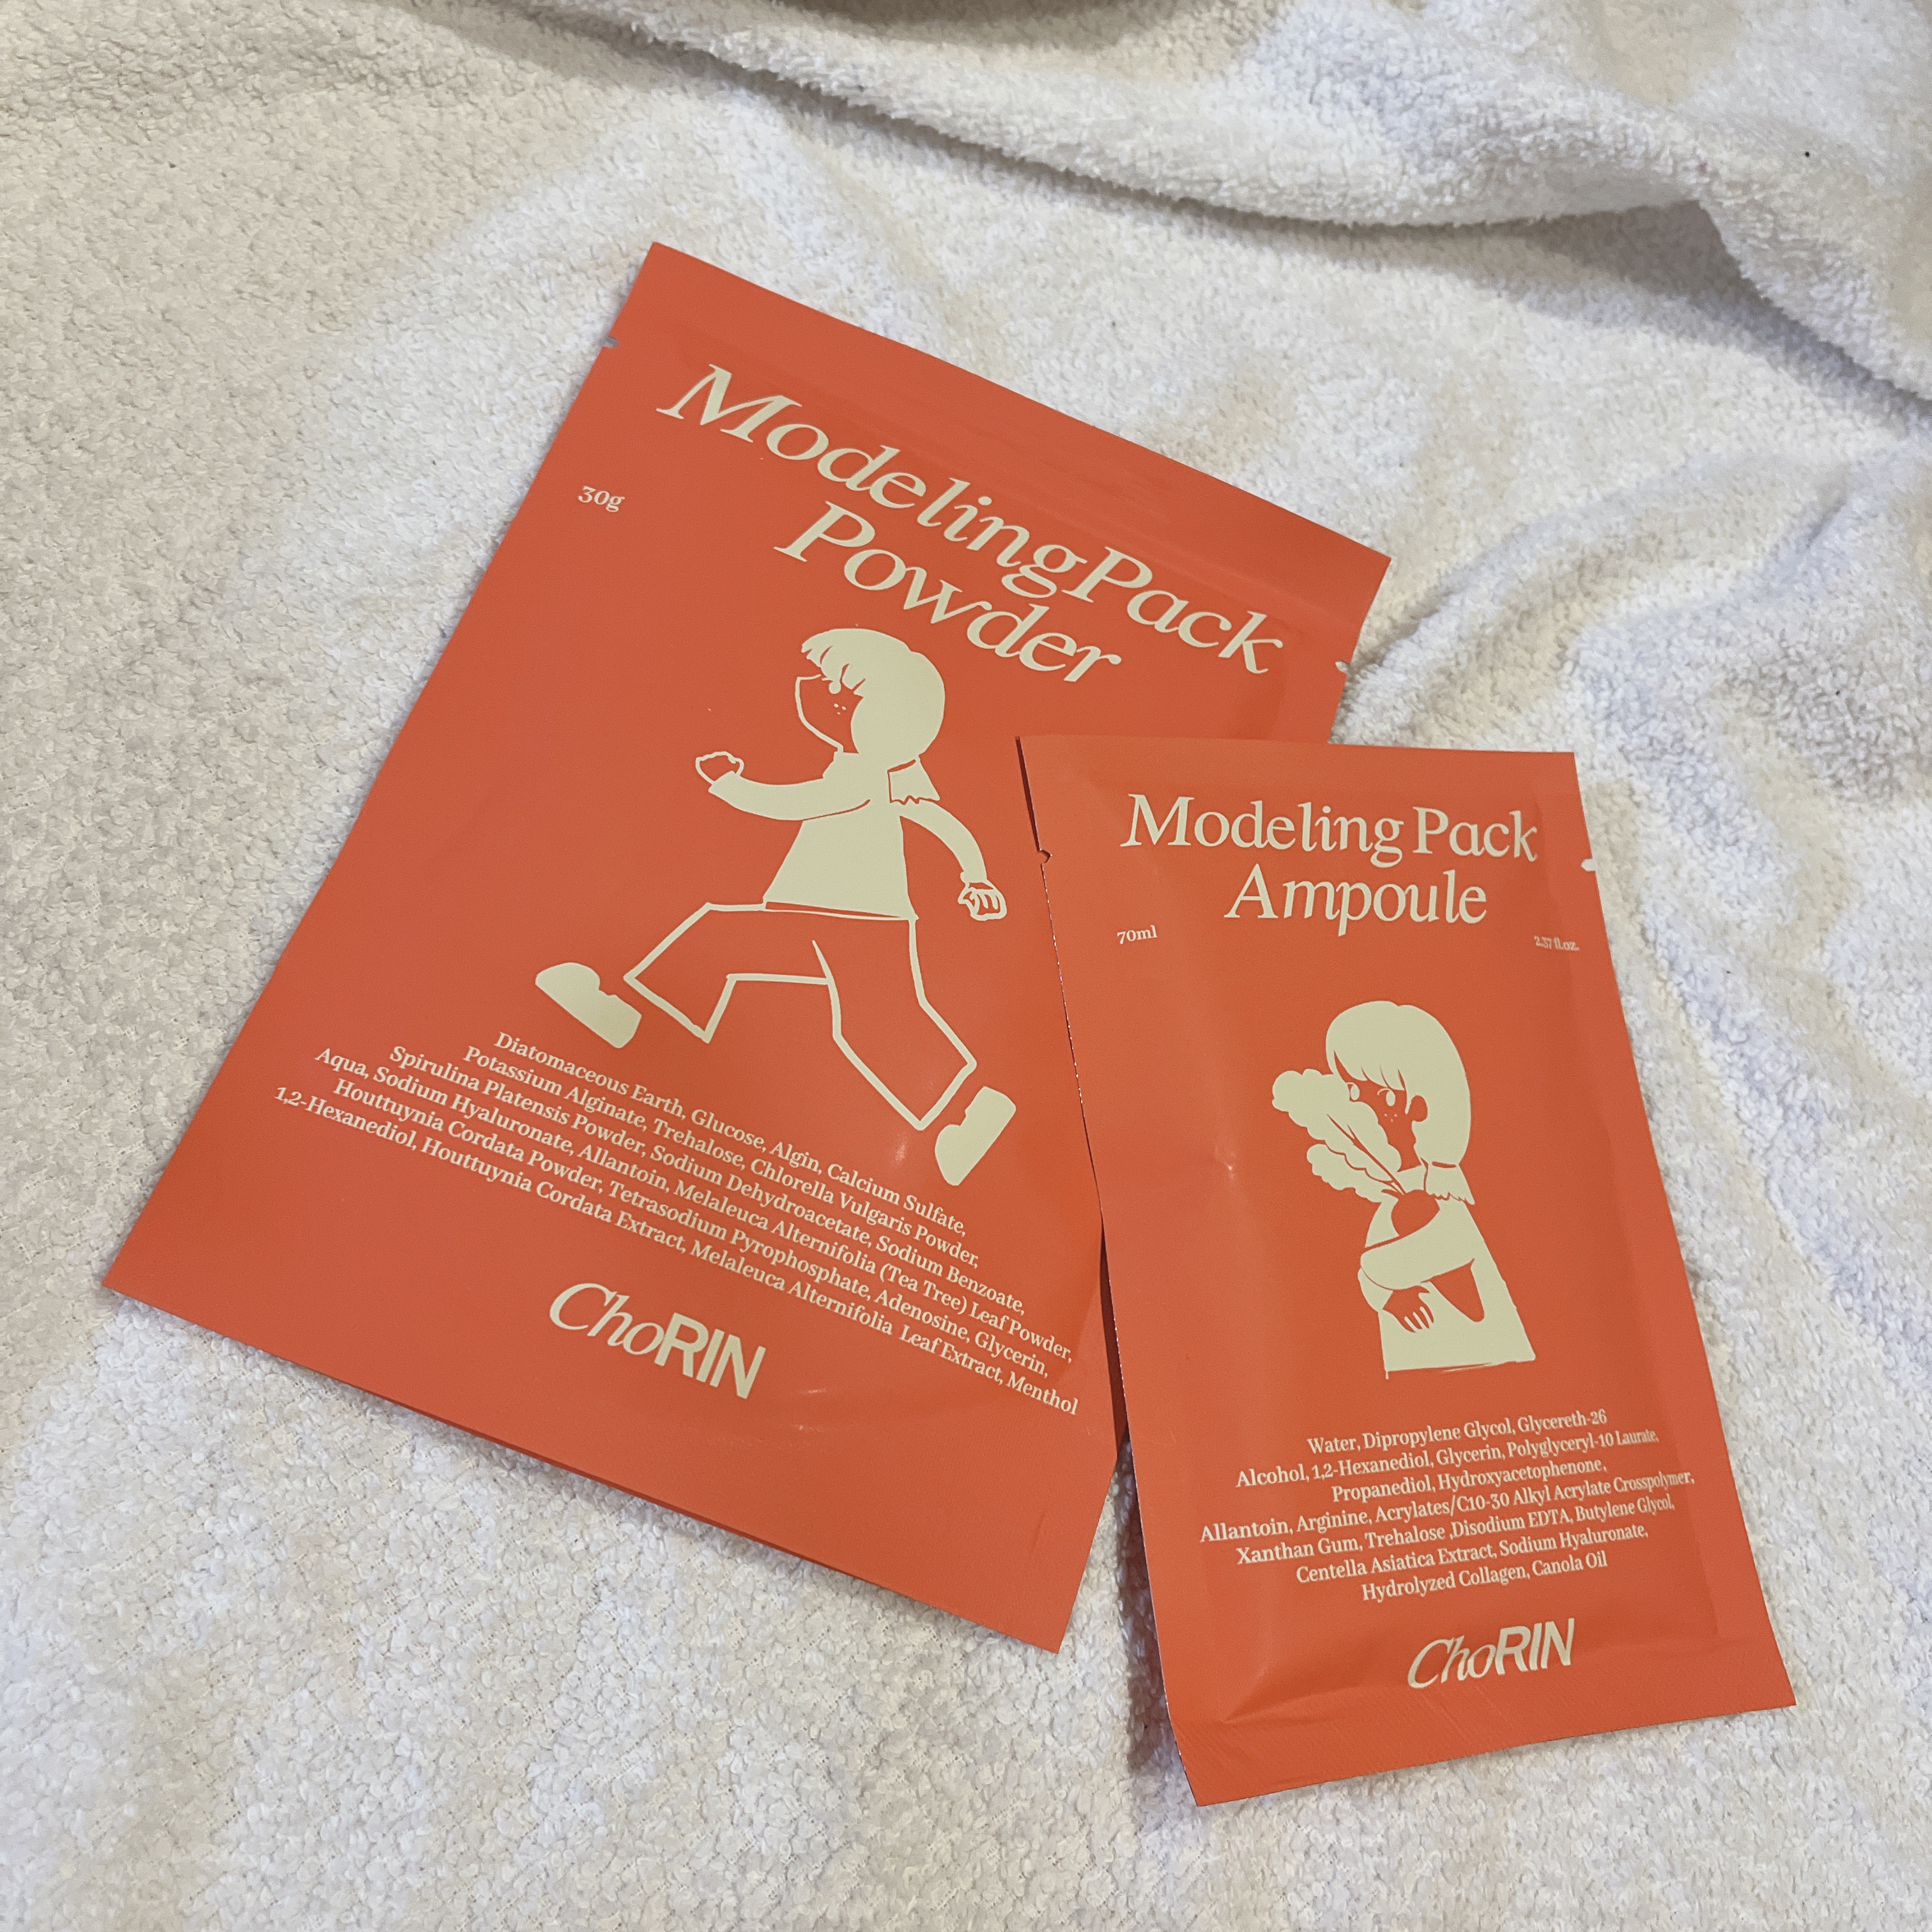 Modeling Pack
Powder
30g
Diatomaceous Earth, Glucose, Algin, Calcium Sulfate,
Potassium Alginate, Trehalose, Chlorella Vulgaris Powder,
Spirulina Platensis Powder, Sodium Dehydroacetate, Sodium Benzoate,
Aqua, Sodium Hyaluronate, Allantoin, Melaleuca Alternifolia (Tea Tree) Leaf Powder,
Houttuynia Cordata Powder, Tetrasodium Pyrophosphate, Adenosine, Glycerin,
1,2-Hexanediol, Houttuynia Cordata Extract, Melaleuca Alternifolia Leaf Extract, Menthol
ChoRIN
Modeling Pack
Ampoule
70ml
2.37 fl.oz.
Water, Dipropylene Glycol, Glycereth-26
Alcohol, 1,2-Hexanediol, Glycerin, Polyglyceryl-10 Laurate,
Propanediol, Hydroxyacetophenone,
Allantoin, Arginine, Acrylates/C10-30 Alkyl Acrylate Crosspolymer,
Xanthan Gum, Trehalose ,Disodium EDTA, Butylene Glycol,
Centella Asiatica Extract, Sodium Hyaluronate,
Hydrolyzed Collagen, Canola Oil
ChoRIN